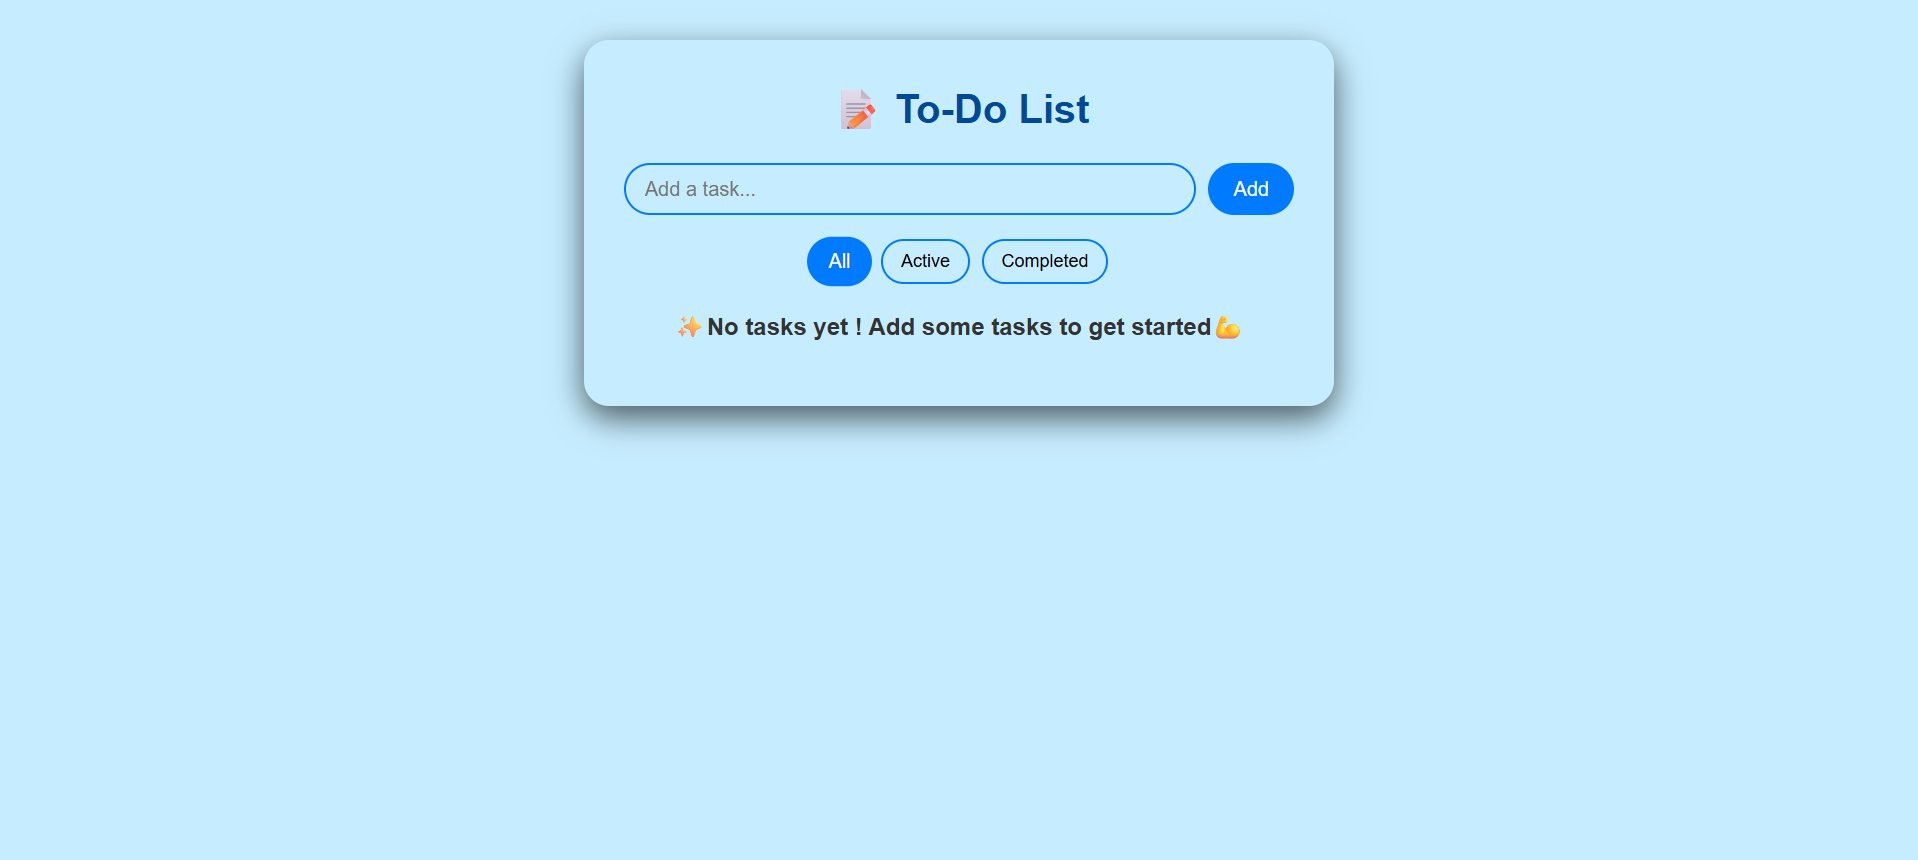 📝 To-Do List
Add a task...
Add
All
Active
Completed
✨ No tasks yet ! Add some tasks to get started💪